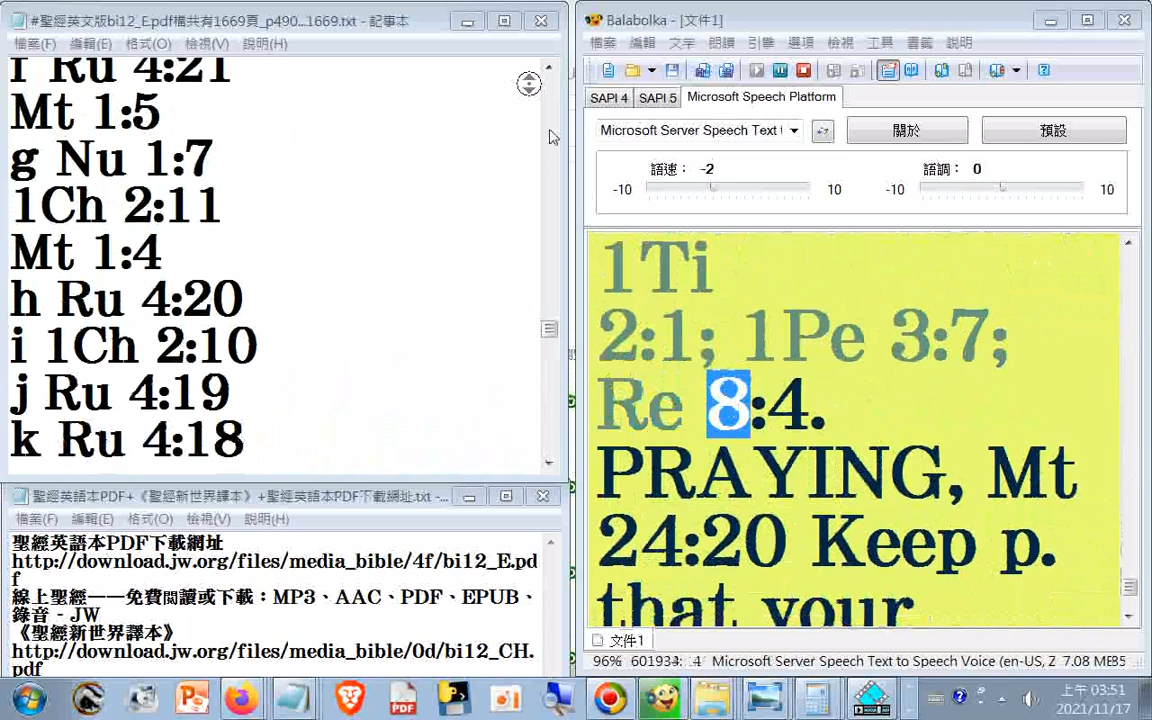 #聖經英文版bi12_E.pdf檔共有1669頁_p490...1669.txt - 記事本
檔案(F) 編輯(E) 格式(O) 檢視(V) 說明(H)
f Ru 4:21
Mt 1:5
g Nu 1:7
1Ch 2:11
Mt 1:4
h Ru 4:20
i 1Ch 2:10
j Ru 4:19
k Ru 4:18
聖經英語本PDF+《聖經新世界譯本》+聖經英語本PDF下載網址.txt -...
檔案(F) 編輯(E) 格式(O) 檢視(V) 說明(H)
聖經英語本PDF下載網址
http://download.jw.org/files/media_bible/4f/bi12_E.pd
f
線上聖經——免費閱讀或下載：MP3、AAC、PDF、EPUB、
錄音 - JW
《聖經新世界譯本》
http://download.jw.org/files/media_bible/0d/bi12_CH.
pdf
Balabolka - [文件1]
檔案 編輯 文字 朗讀 引擎 選項 檢視 工具 書籤 說明
SAPI 4 SAPI 5 Microsoft Speech Platform
Microsoft Server Speech Text 關於 預設
語速： -2 語調： 0
-10 10 -10 10
1Ti
2:1; 1Pe 3:7;
Re 8:4.
PRAYING, Mt
24:20 Keep p.
that your
文件1
96% Microsoft Server Speech Text to Speech Voice (en-US, Z 7.08 MB
上午 03:51
2021/11/17